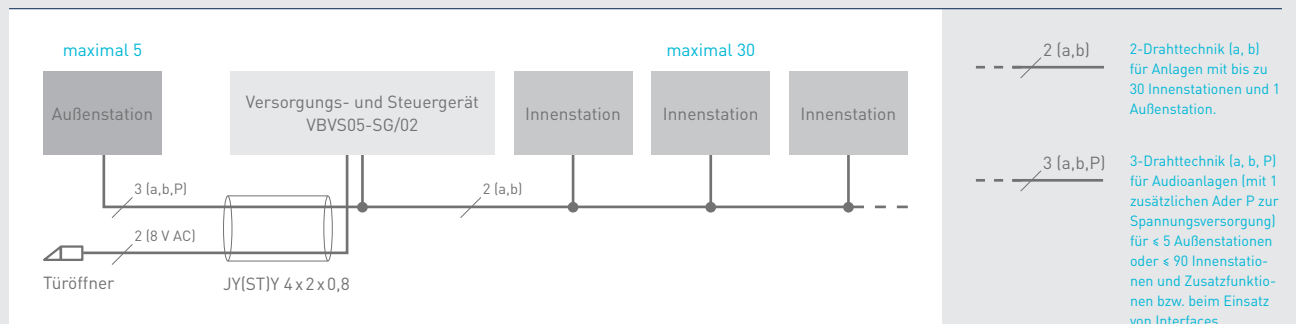 maximal 5
maximal 30
Außenstation
Versorgungs- und Steuergerät
VBVS05-SG/02
Innenstation
Innenstation
Innenstation
3 (a,b,P)
2 (a,b)
2 (8 V AC)
Türöffner
JY(ST)Y 4x2x0,8
2 (a,b)
2-Drahttechnik (a, b)
für Anlagen mit bis zu
30 Innenstationen und 1
Außenstation.
3 (a,b,P)
3-Drahttechnik (a, b, P)
für Audioanlagen (mit 1
zusätzlichen Ader P zur
Spannungsversorgung)
für ≤ 5 Außenstationen
oder ≤ 90 Innenstatio-
nen und Zusatzfunktio-
nen bzw. beim Einsatz
von Interfaces